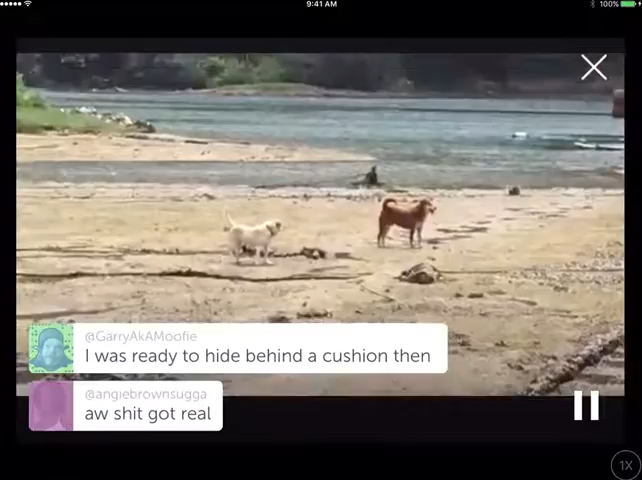 9:41 AM
100%
@GarryAkAMoofie
I was ready to hide behind a cushion then
@angiebrownsugga
aw shit got real
1X